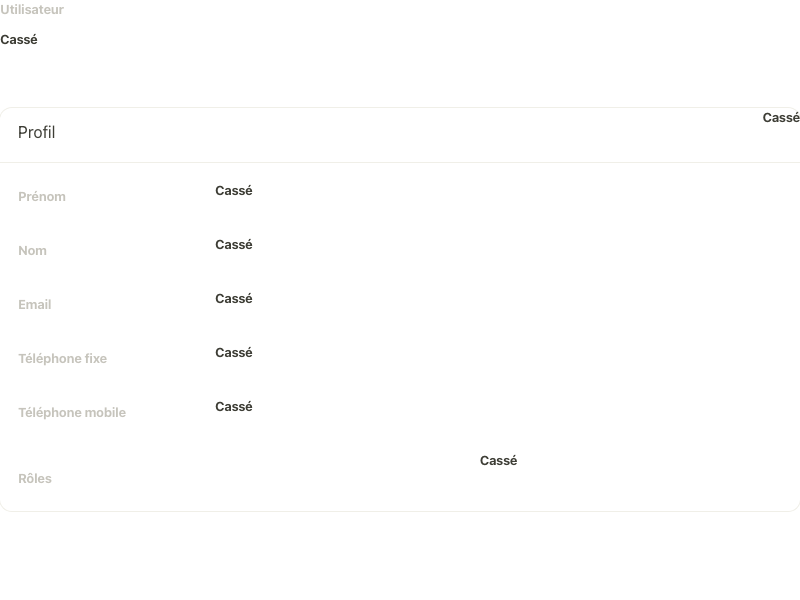 Utilisateur
Cassé
Cassé
Profil
Prénom
Cassé
Nom
Cassé
Email
Cassé
Téléphone fixe
Cassé
Téléphone mobile
Cassé
Cassé
Rôles